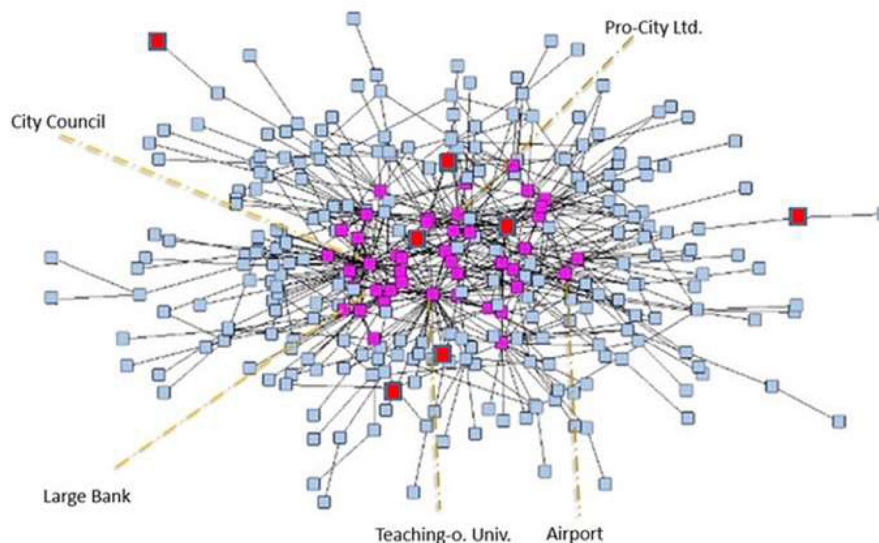 Pro-City Ltd.
City Council
Large Bank
Teaching-o. Univ.
Airport